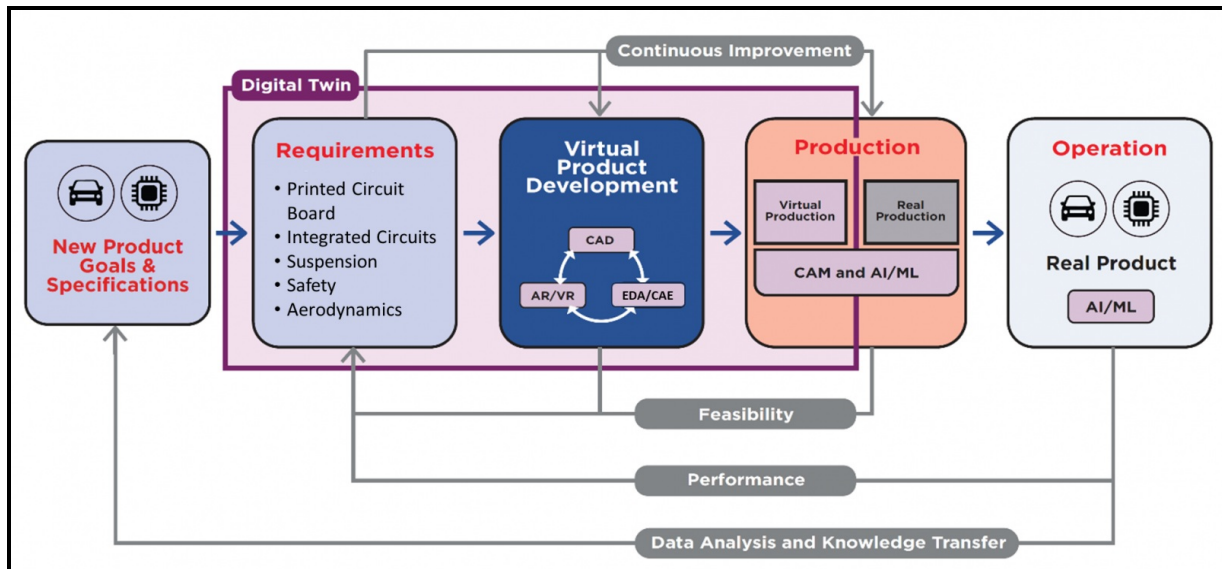 Continuous Improvement
Digital Twin
New Product
Goals &
Specifications
Requirements
• Printed Circuit
Board
• Integrated Circuits
• Suspension
• Safety
• Aerodynamics
Virtual
Product
Development
CAD
AR/VR
EDA/CAE
Production
Virtual
Production
Real
Production
CAM and AI/ML
Operation
Real Product
AI/ML
Feasibility
Performance
Data Analysis and Knowledge Transfer